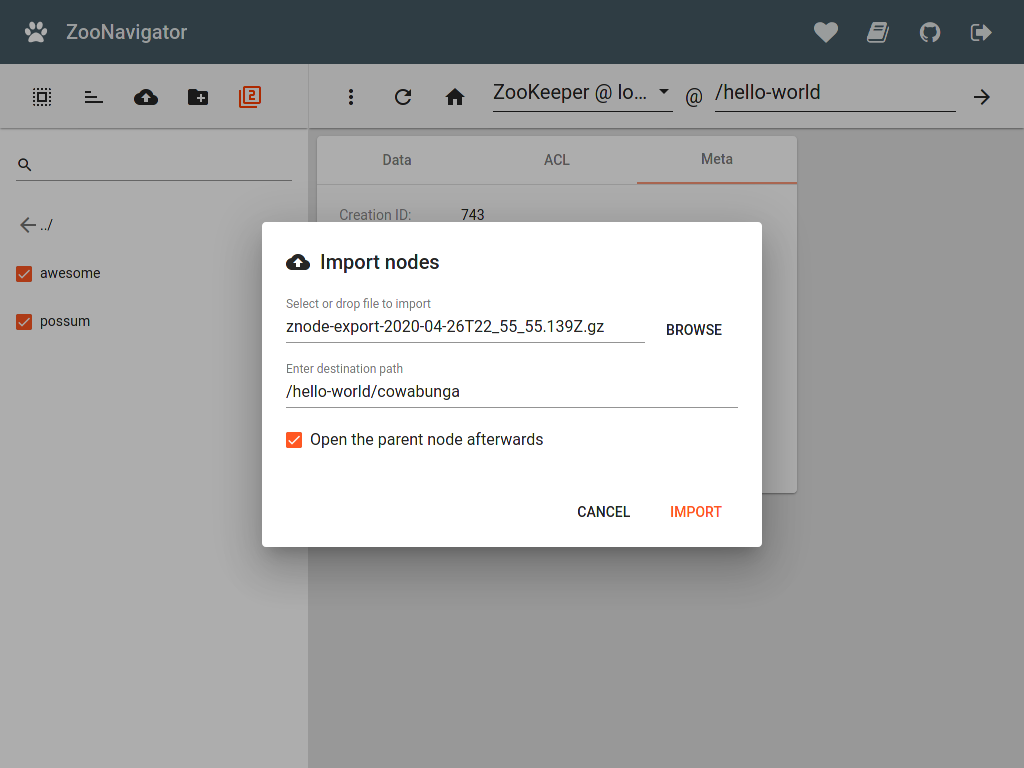 ZooNavigator
2
ZooKeeper @ lo...
@
/hello-world
../
awesome
possum
Data
ACL
Meta
Creation ID:
743
Import nodes
Select or drop file to import
znode-export-2020-04-26T22_55_55.139Z.gz
BROWSE
Enter destination path
/hello-world/cowabunga
Open the parent node afterwards
CANCEL
IMPORT